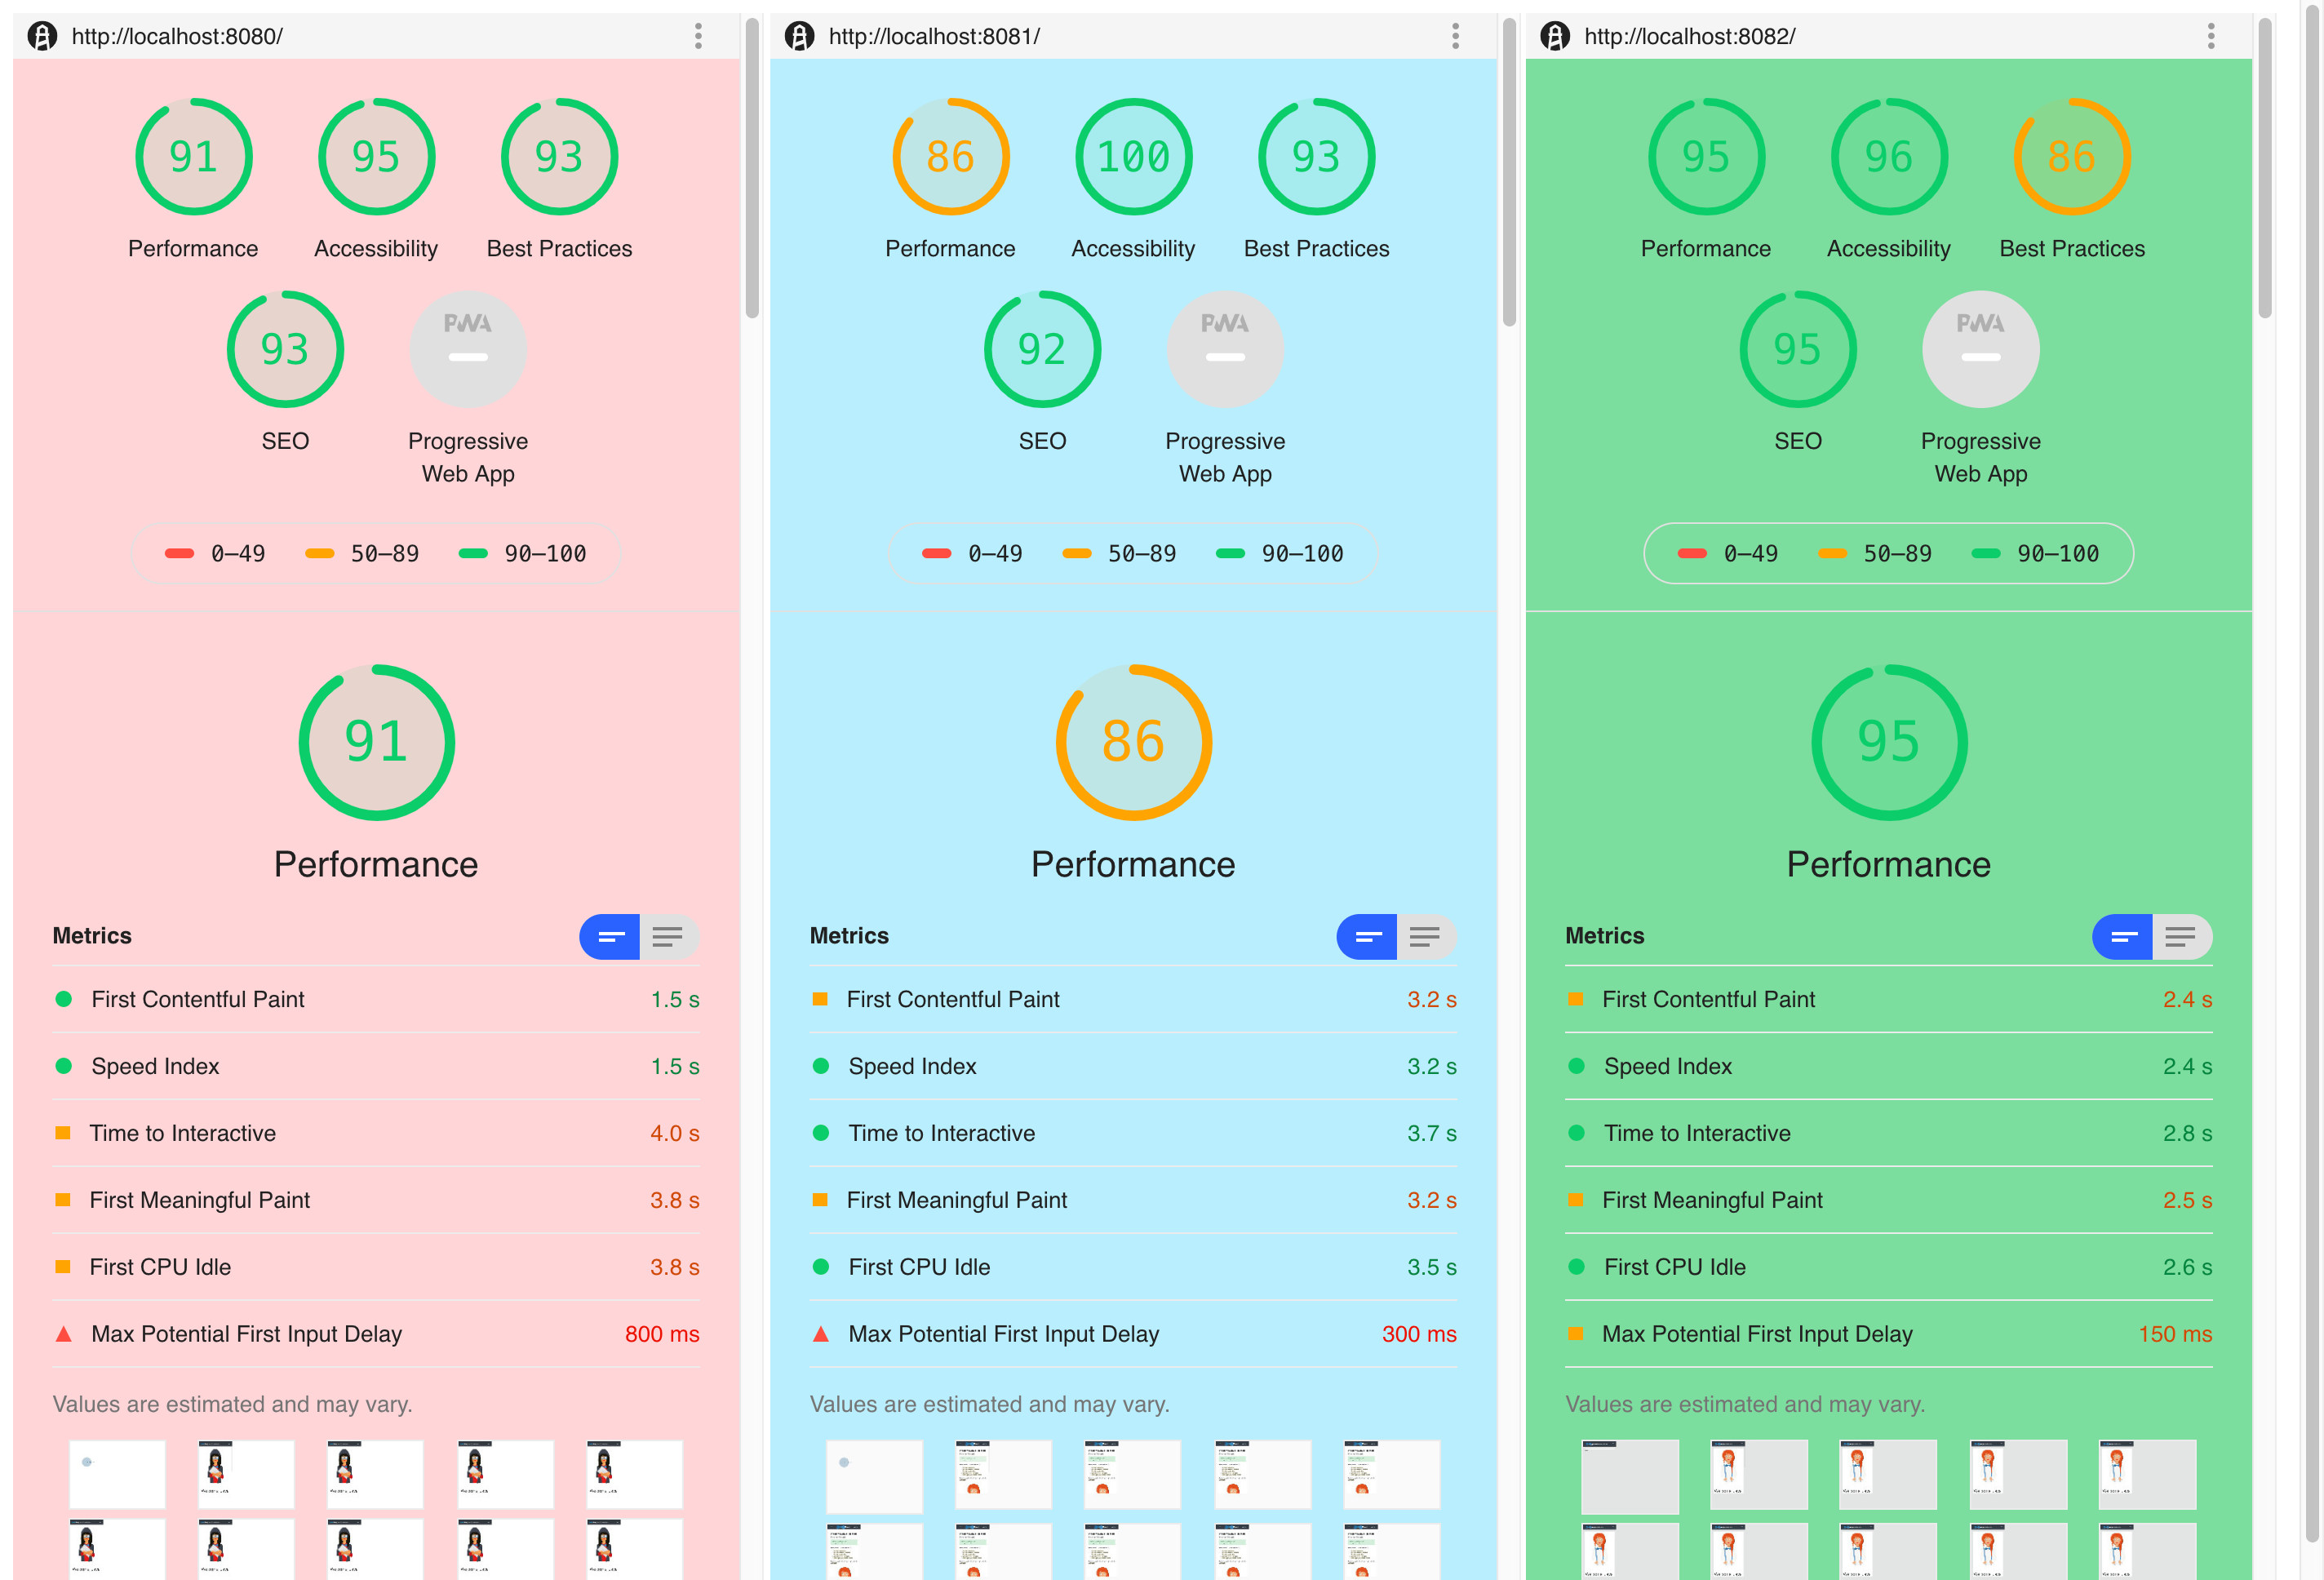 http://localhost:8080/
91
95
93
Performance
Accessibility
Best Practices
93
PWA
SEO
Progressive
Web App
0–49
50–89
90–100
91
Performance
Metrics
First Contentful Paint
1.5 s
Speed Index
1.5 s
Time to Interactive
4.0 s
First Meaningful Paint
3.8 s
First CPU Idle
3.8 s
Max Potential First Input Delay
800 ms
Values are estimated and may vary.
http://localhost:8081/
86
100
93
Performance
Accessibility
Best Practices
92
PWA
SEO
Progressive
Web App
0–49
50–89
90–100
86
Performance
Metrics
First Contentful Paint
3.2 s
Speed Index
3.2 s
Time to Interactive
3.7 s
First Meaningful Paint
3.2 s
First CPU Idle
3.5 s
Max Potential First Input Delay
300 ms
Values are estimated and may vary.
http://localhost:8082/
95
96
86
Performance
Accessibility
Best Practices
95
PWA
SEO
Progressive
Web App
0–49
50–89
90–100
95
Performance
Metrics
First Contentful Paint
2.4 s
Speed Index
2.4 s
Time to Interactive
2.8 s
First Meaningful Paint
2.5 s
First CPU Idle
2.6 s
Max Potential First Input Delay
150 ms
Values are estimated and may vary.